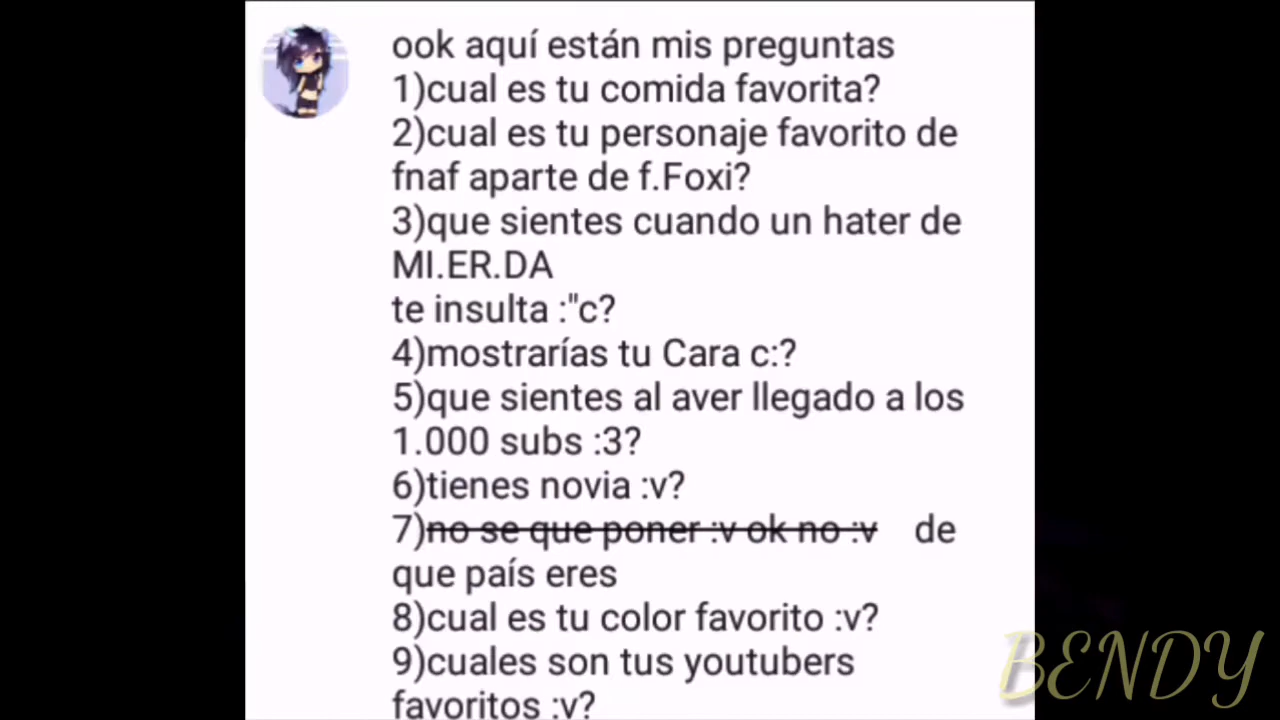 ook aquí están mis preguntas
1)cual es tu comida favorita?
2)cual es tu personaje favorito de
fnaf aparte de f.Foxi?
3)que sientes cuando un hater de
MI.ER.DA
te insulta :"c?
4)mostrarías tu Cara c:?
5)que sientes al aver llegado a los
1.000 subs :3?
6)tienes novia :v?
7)no se que poner :v ok no :v de
que país eres
8)cual es tu color favorito :v?
9)cuales son tus youtubers
favoritos :v?
BENDY